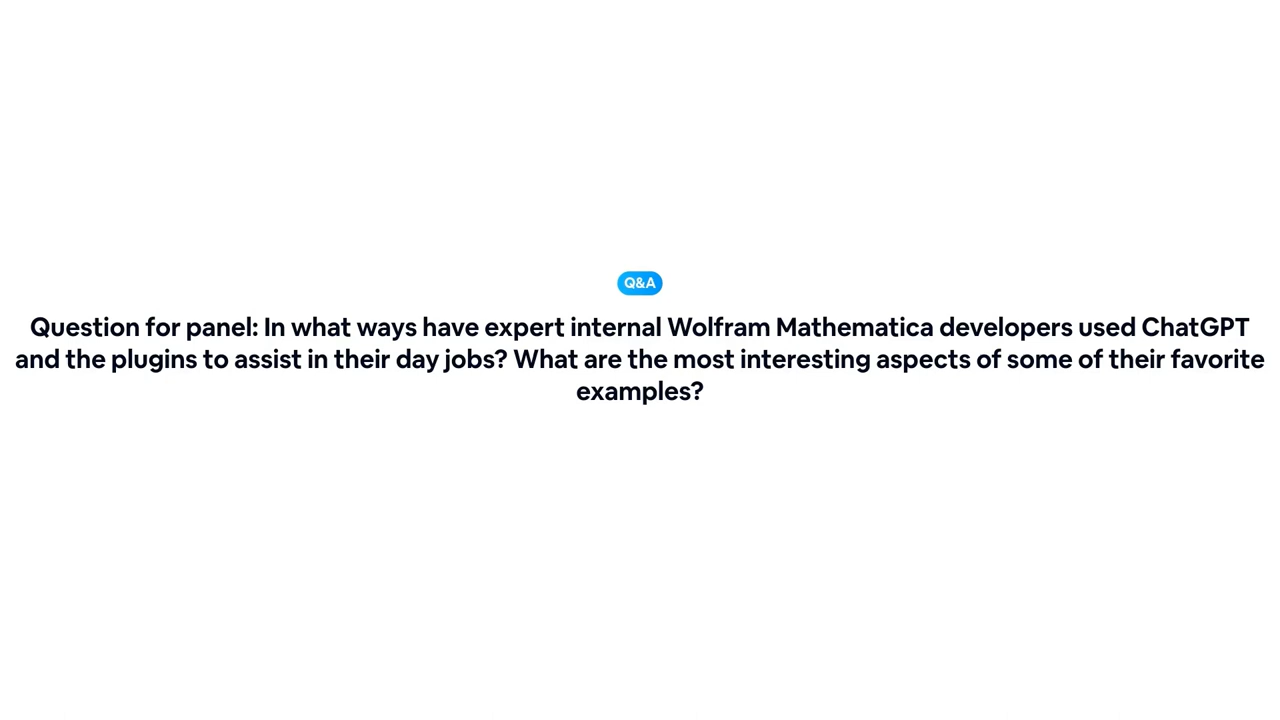 Q&A
Question for panel: In what ways have expert internal Wolfram Mathematica developers used ChatGPT
and the plugins to assist in their day jobs? What are the most interesting aspects of some of their favorite
examples?